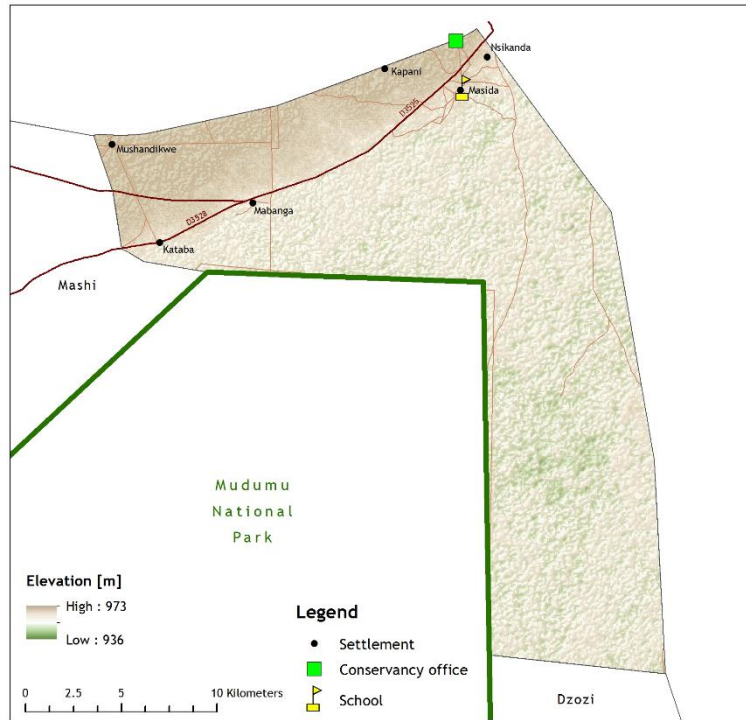 Nsikanda
Kapani
Masida
D3525
Mushandikwe
Mabanga
D3528
Kataba
Mashi
Mudumu
National
Park
Elevation [m]
High : 973
Low : 936
Legend
Settlement
Conservancy office
School
0 2.5 5 10 Kilometers
Dzozi